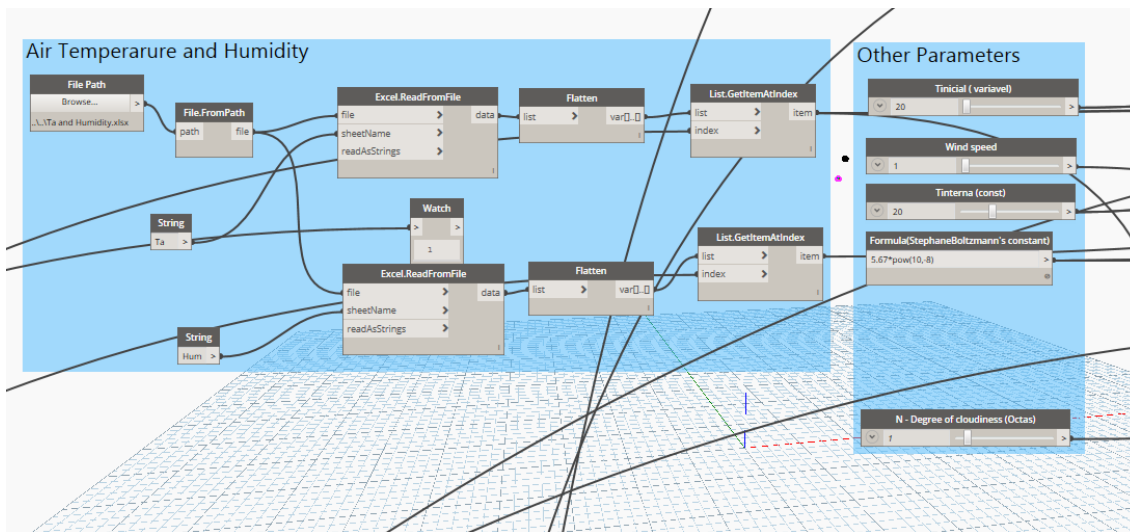 Air Temperarure and Humidity
File Path
Browse... >
..\..\Ta and Humidity.xlsx
File.FromPath
path file
Excel.ReadFromFile
file > data
sheetName >
readAsStrings >
Flatten
list > var[]..[]
List.GetItemAtIndex
list > item
index >
String
Ta >
Watch
> >
1
Excel.ReadFromFile
file > data
sheetName >
readAsStrings >
Flatten
list > var[]..[]
List.GetItemAtIndex
list > item
index >
String
Hum >
Other Parameters
Tinicial ( variavel)
20 >
Wind speed
1 >
Tinterna (const)
20 >
Formula(StephaneBoltzmann's constant)
5.67*pow(10,-8) >
N - Degree of cloudiness (Octas)
1 >